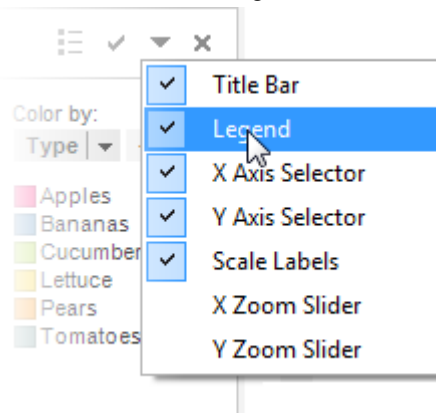 Color by:
Type
Apples
Bananas
Cucumber
Lettuce
Pears
Tomatoes
Title Bar
Legend
X Axis Selector
Y Axis Selector
Scale Labels
X Zoom Slider
Y Zoom Slider